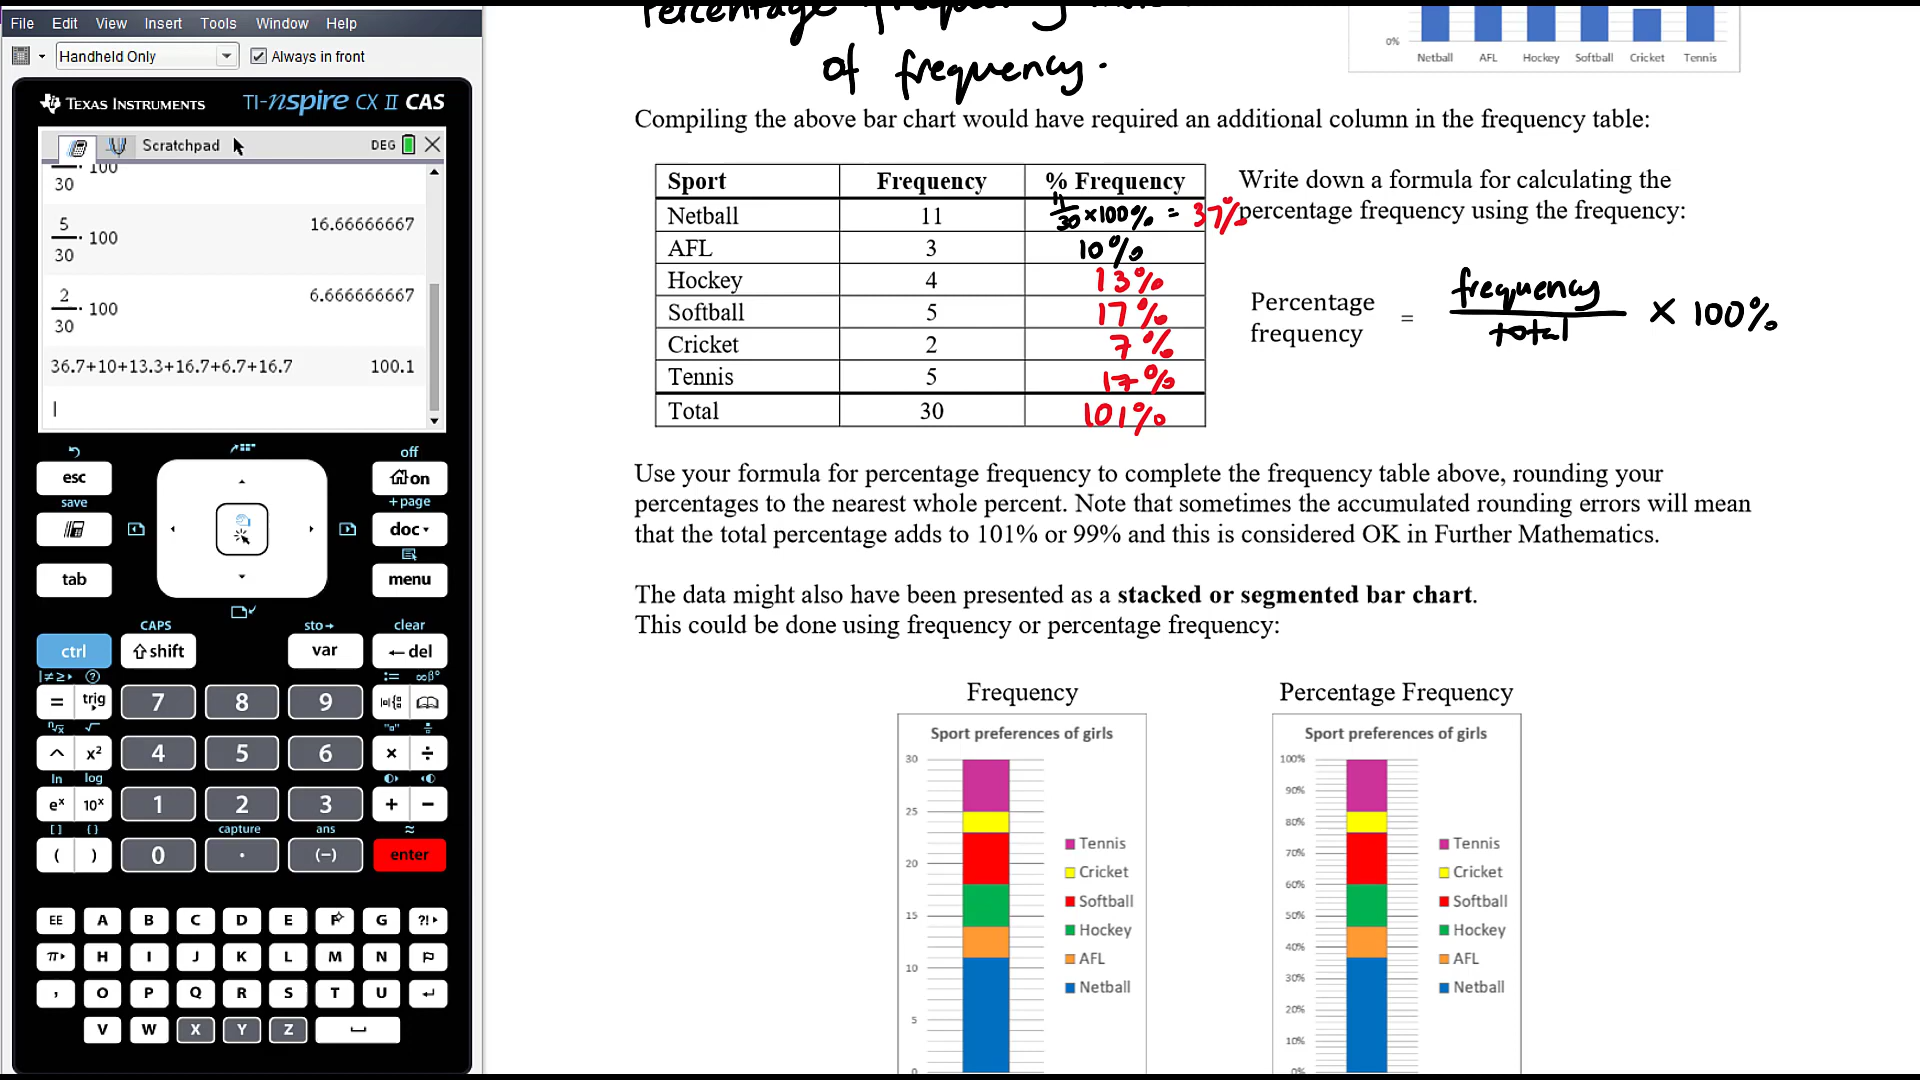 File Edit View Insert Tools Window Help
Handheld Only Always in front
TEXAS INSTRUMENTS TI-nspire CX II CAS
Scratchpad DEG
30 · 100
5/30 · 100 16.66666667
2/30 · 100 6.666666667
36.7+10+13.3+16.7+6.7+16.7 100.1
off
esc on
save + page
doc
tab menu
CAPS sto→ clear
ctrl shift var ← del
= trig 7 8 9
^ x² 4 5 6 × ÷
ln log
eˣ 10ˣ 1 2 3 + −
[ ] { } capture ans ≈
( ) 0 . (−) enter
EE A B C D E F G ?!▸
π▸ H I J K L M N
, O P Q R S T U ↵
V W X Y Z
Percentage frequency
of frequency.
0%
Netball AFL Hockey Softball Cricket Tennis
Compiling the above bar chart would have required an additional column in the frequency table:
Sport Frequency % Frequency
Netball 11 11/30 ×100% = 37%
AFL 3 10%
Hockey 4 13%
Softball 5 17%
Cricket 2 7%
Tennis 5 17%
Total 30 101%
Write down a formula for calculating the
percentage frequency using the frequency:
Percentage
frequency = frequency/total × 100%
Use your formula for percentage frequency to complete the frequency table above, rounding your
percentages to the nearest whole percent. Note that sometimes the accumulated rounding errors will mean
that the total percentage adds to 101% or 99% and this is considered OK in Further Mathematics.
The data might also have been presented as a stacked or segmented bar chart.
This could be done using frequency or percentage frequency:
Frequency
Sport preferences of girls
30
25
20
15
10
5
0
Tennis
Cricket
Softball
Hockey
AFL
Netball
Percentage Frequency
Sport preferences of girls
100%
90%
80%
70%
60%
50%
40%
30%
20%
10%
0%
Tennis
Cricket
Softball
Hockey
AFL
Netball